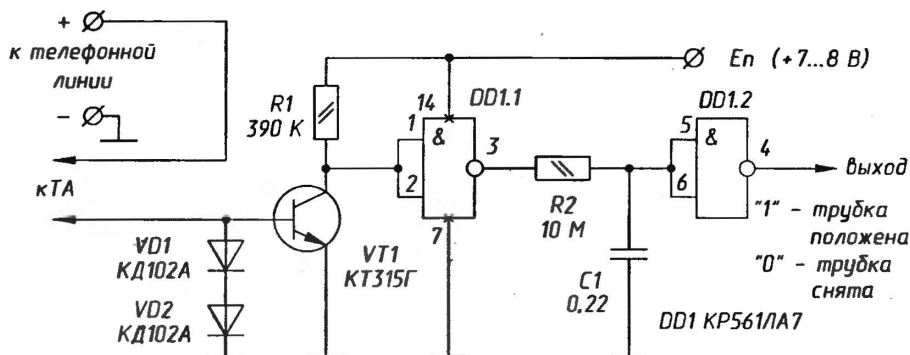 +
к телефонной
линии
-
кТА
VD1
КД102А
VD2
КД102А
R1
390 К
VT1
КТ315Г
14
DD1.1
1
&
2
3
7
R2
10 М
C1
0,22
Еп (+7...8 В)
DD1.2
5
&
6
4
выход
"1" - трубка
положена
"0" - трубка
снята
DD1 КР561ЛА7